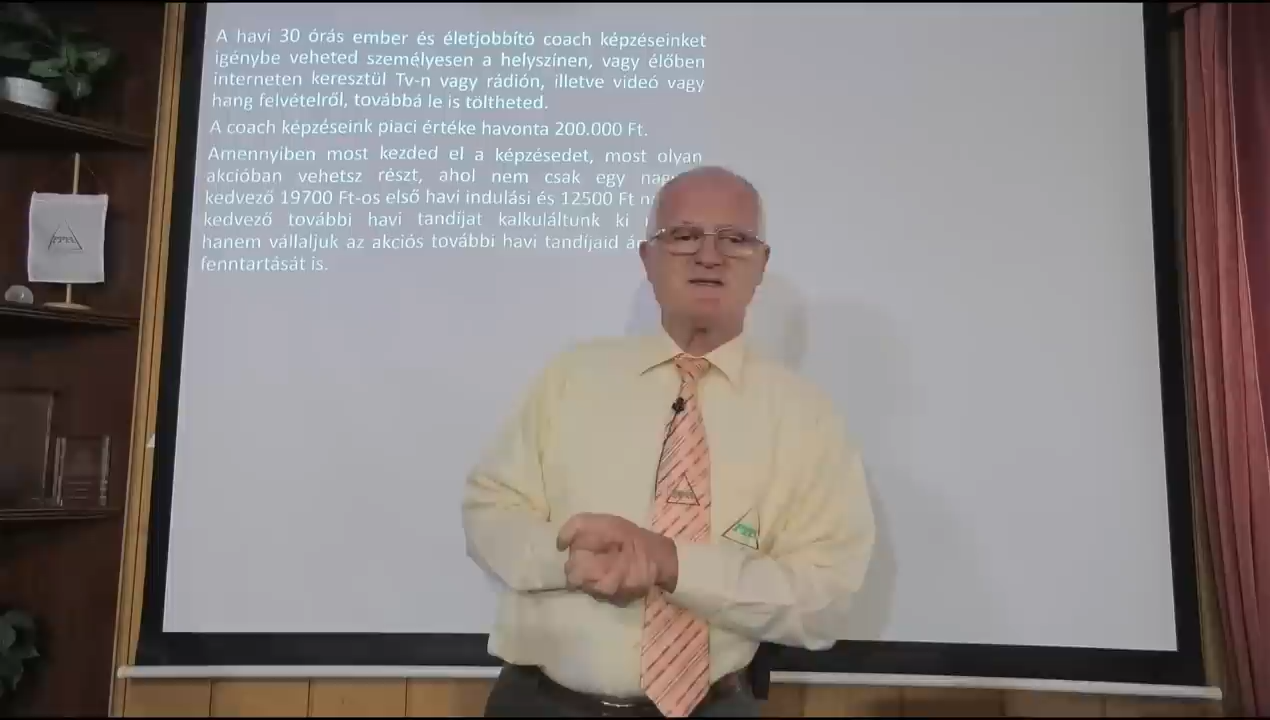 A havi 30 órás ember és életjobbító coach képzéseinket
igénybe veheted személyesen a helyszínen, vagy élőben
interneten keresztül Tv-n vagy rádión, illetve videó vagy
hang felvételről, továbbá le is töltheted.
A coach képzéseink piaci értéke havonta 200.000 Ft.
Amennyiben most kezded el a képzésedet, most olyan
akcióban vehetsz részt, ahol nem csak egy
kedvező 19700 Ft-os első havi indulási és 12500 Ft
kedvező további havi tandíjat kalkuláltunk ki
hanem vállaljuk az akciós további havi tandíjaid
fenntartását is.